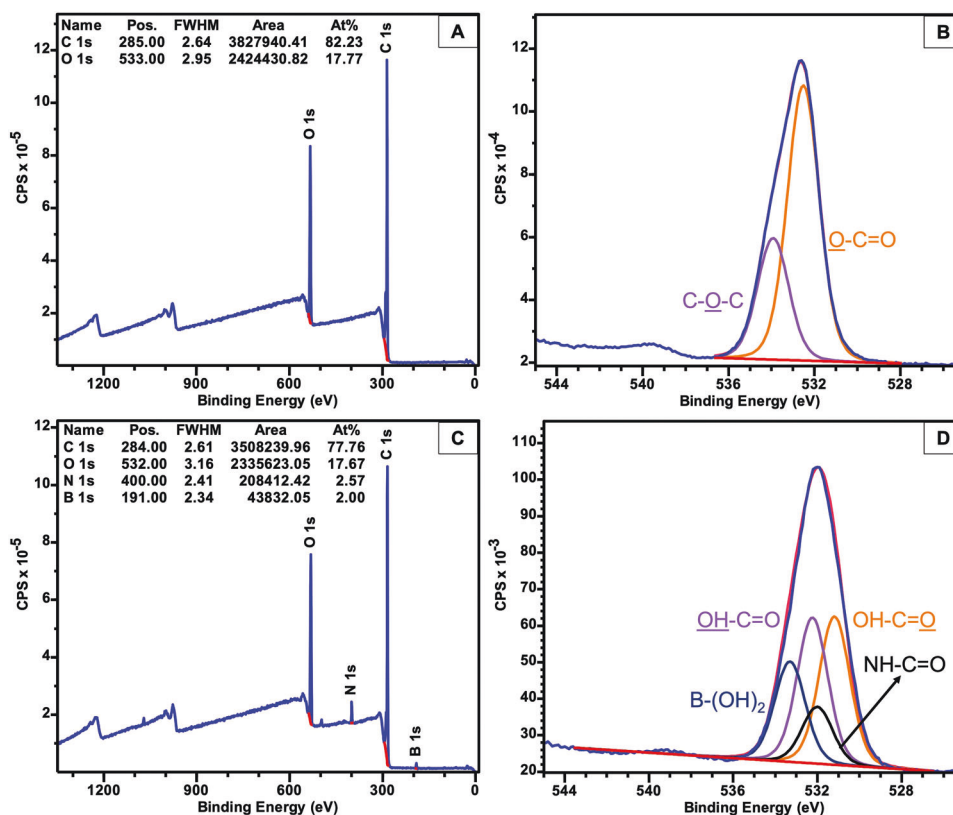 A
Name Pos. FWHM Area At%
C 1s 285.00 2.64 3827940.41 82.23
O 1s 533.00 2.95 2424430.82 17.77
C 1s
O 1s
12
10
8
6
4
2
CPS x 10-5
1200 900 600 300 0
Binding Energy (eV)
B
12
10
8
6
4
2
CPS x 10-4
O-C=O
C-O-C
544 540 536 532 528
Binding Energy (eV)
C
Name Pos. FWHM Area At%
C 1s 284.00 2.61 3508239.96 77.76
O 1s 532.00 3.16 2335623.05 17.67
N 1s 400.00 2.41 208412.42 2.57
B 1s 191.00 2.34 43832.05 2.00
C 1s
O 1s
N 1s
B 1s
12
10
8
6
4
2
CPS x 10-5
1200 900 600 300 0
Binding Energy (eV)
D
100
90
80
70
60
50
40
30
20
CPS x 10-3
OH-C=O
OH-C=O
NH-C=O
B-(OH)2
544 540 536 532 528
Binding Energy (eV)